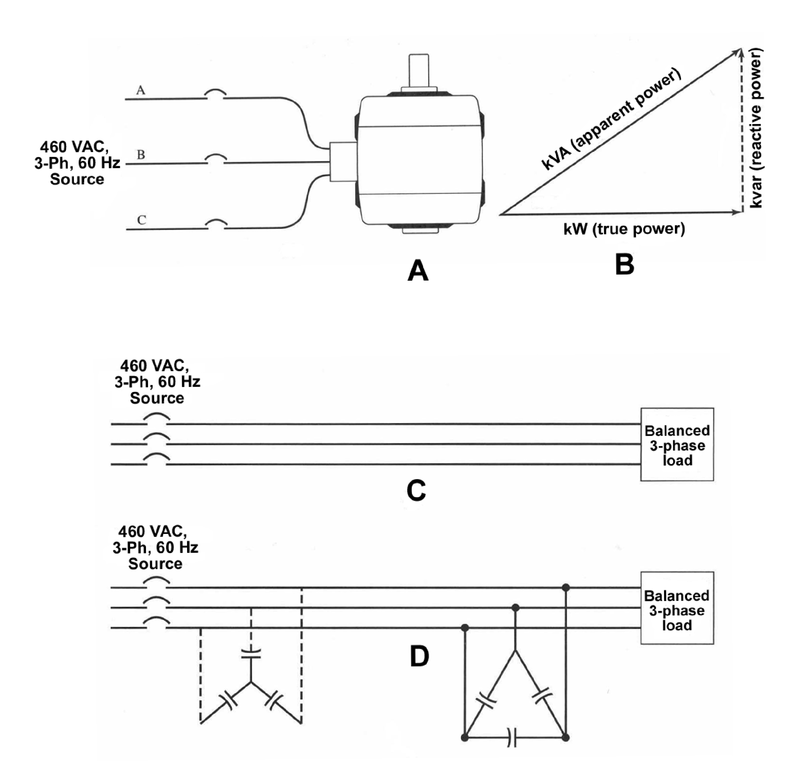 A
460 VAC,
3-Ph, 60 Hz
Source
B
C
A
kVA (apparent power)
kvar (reactive power)
kW (true power)
B
460 VAC,
3-Ph, 60 Hz
Source
Balanced
3-phase
load
C
460 VAC,
3-Ph, 60 Hz
Source
Balanced
3-phase
load
D